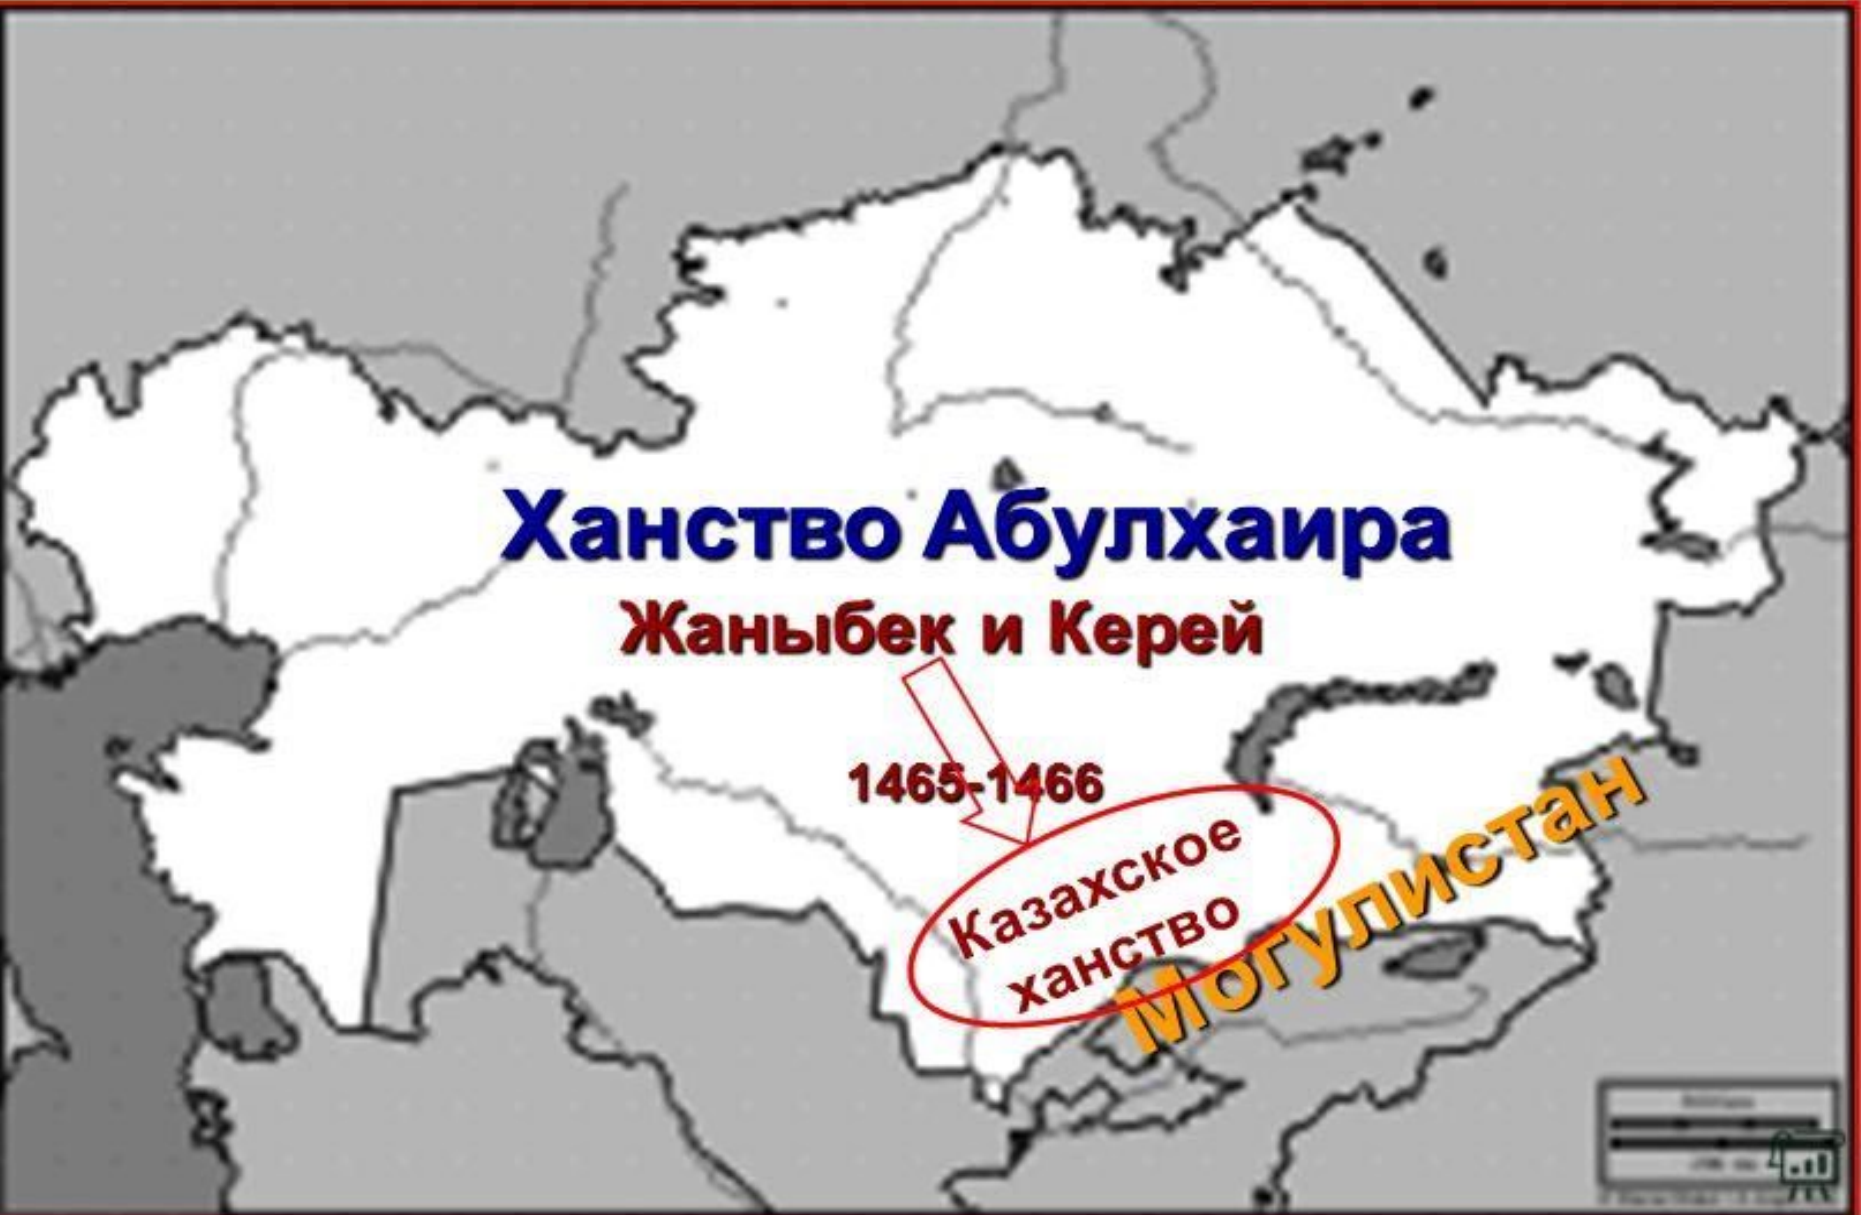 Ханство Абулхаира
Жаныбек и Керей
1465-1466
Казахское
ханство
Могулистан